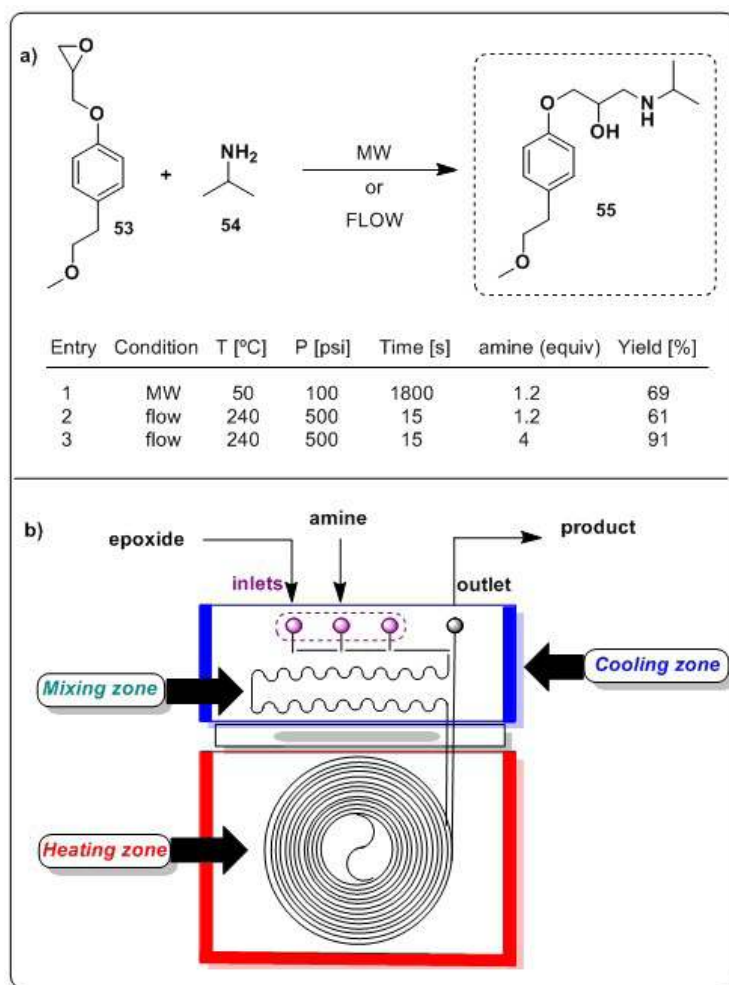 a)
O
O
O
53
+
NH2
54
MW
or
FLOW
O
OH
N
H
O
55
Entry Condition T [ºC] P [psi] Time [s] amine (equiv) Yield [%]
1 MW 50 100 1800 1.2 69
2 flow 240 500 15 1.2 61
3 flow 240 500 15 4 91
b)
epoxide
amine
product
inlets
outlet
Mixing zone
Cooling zone
Heating zone